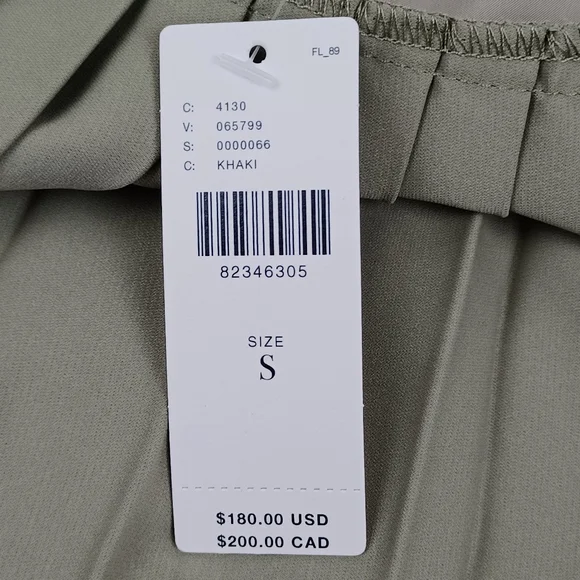 FL_89
C: 4130
V: 065799
S: 0000066
C: KHAKI
82346305
SIZE
S
$180.00 USD
$200.00 CAD